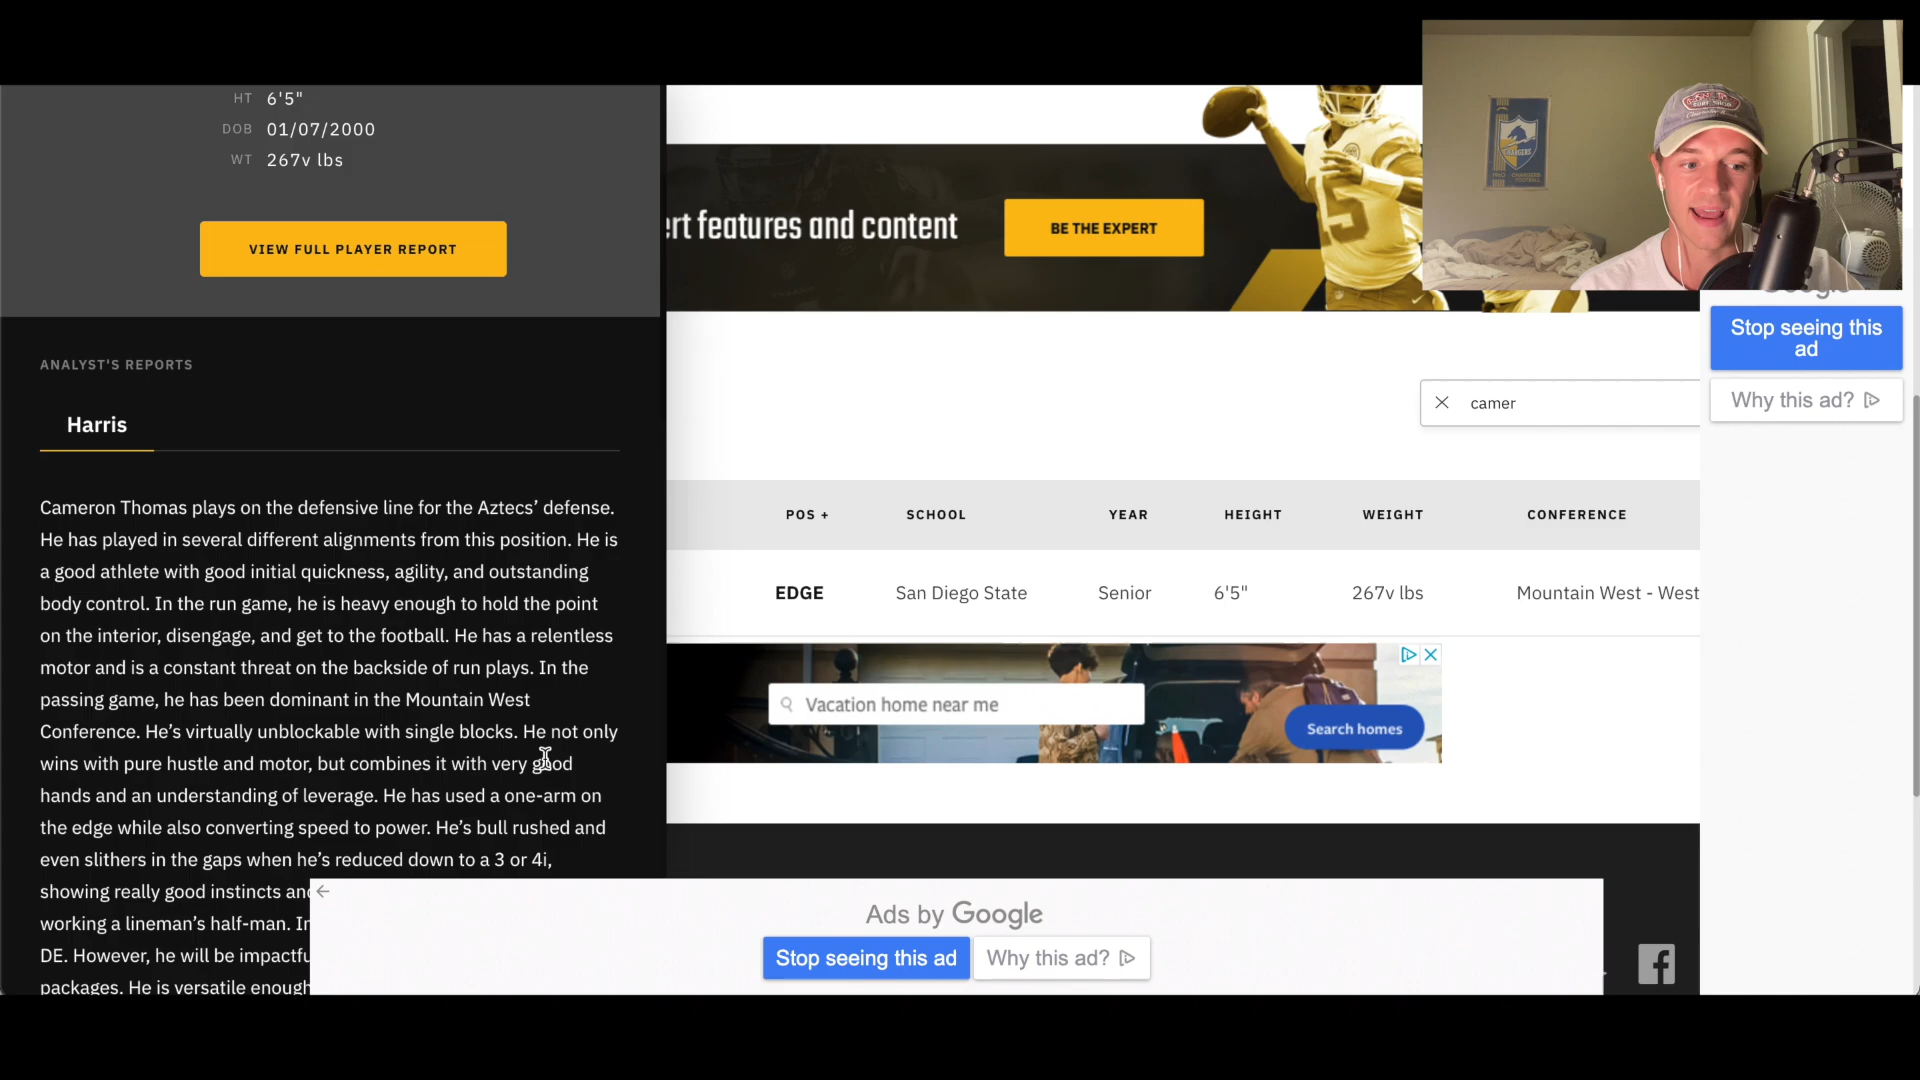 HT 6'5"
DOB 01/07/2000
WT 267v lbs
VIEW FULL PLAYER REPORT
ANALYST'S REPORTS
Harris
Cameron Thomas plays on the defensive line for the Aztecs’ defense.
He has played in several different alignments from this position. He is
a good athlete with good initial quickness, agility, and outstanding
body control. In the run game, he is heavy enough to hold the point
on the interior, disengage, and get to the football. He has a relentless
motor and is a constant threat on the backside of run plays. In the
passing game, he has been dominant in the Mountain West
Conference. He’s virtually unblockable with single blocks. He not only
wins with pure hustle and motor, but combines it with very good
hands and an understanding of leverage. He has used a one-arm on
the edge while also converting speed to power. He’s bull rushed and
even slithers in the gaps when he’s reduced down to a 3 or 4i,
showing really good instincts
working a lineman’s half-man.
DE. However, he will be
packages. He is versatile enough
ert features and content
BE THE EXPERT
15
CHARGERS
Google
Stop seeing this
ad
Why this ad?
camer
POS + SCHOOL YEAR HEIGHT WEIGHT CONFERENCE
EDGE San Diego State Senior 6'5" 267v lbs Mountain West - West
Vacation home near me
Search homes
Ads by Google
Stop seeing this ad
Why this ad?